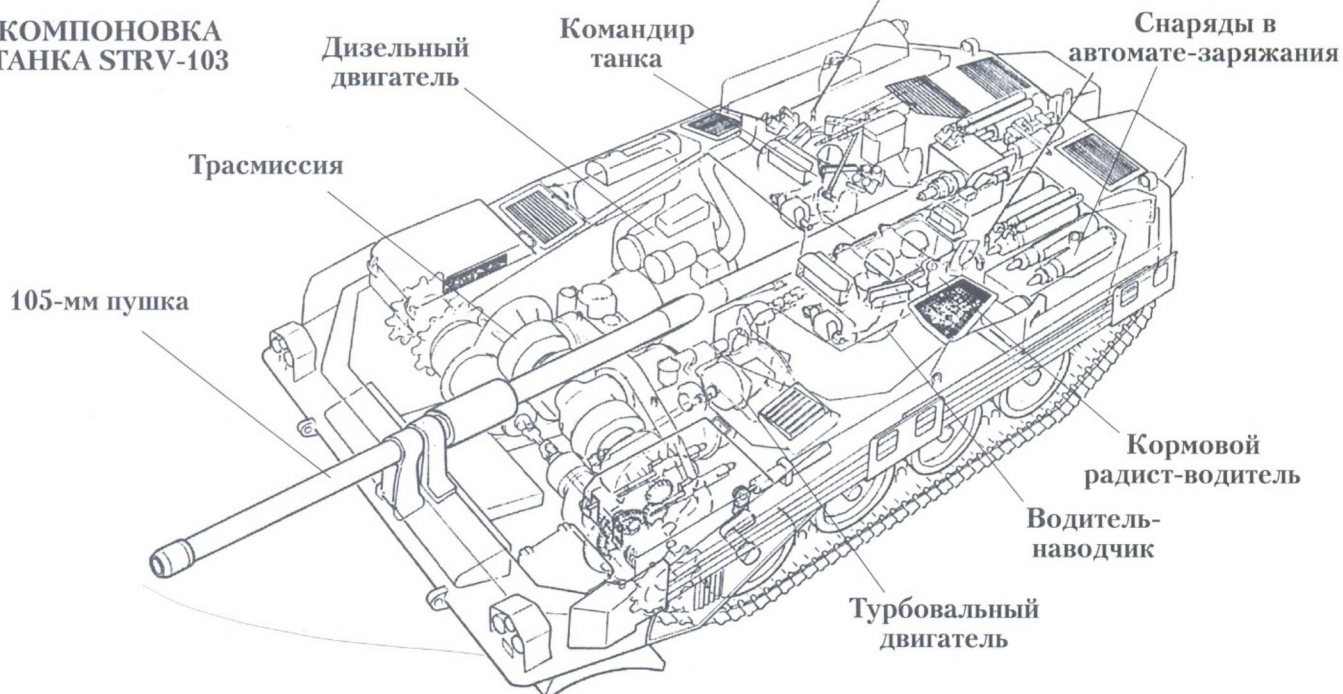 КОМПОНОВКА
ТАНКА STRV-103
Дизельный
двигатель
Командир
танка
Снаряды в
автомате-заряжания
Трасмиссия
105-мм пушка
Кормовой
радист-водитель
Водитель-
наводчик
Турбовальный
двигатель